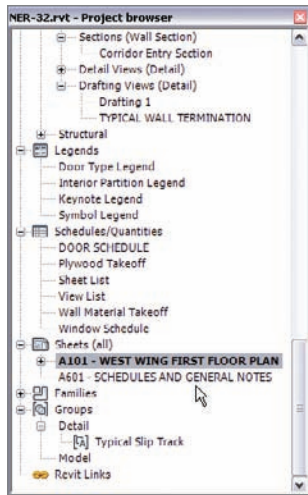 NER-32.rvt - Project browser
Sections (Wall Section)
Corridor Entry Section
Detail Views (Detail)
Drafting Views (Detail)
Drafting 1
TYPICAL WALL TERMINATION
Structural
Legends
Door Type Legend
Interior Partition Legend
Keynote Legend
Symbol Legend
Schedules/Quantities
DOOR SCHEDULE
Plywood Takeoff
Sheet List
View List
Wall Material Takeoff
Window Schedule
Sheets (all)
A101 - WEST WING FIRST FLOOR PLAN
A601 - SCHEDULES AND GENERAL NOTES
Families
Groups
Detail
Typical Slip Track
Model
Revit Links